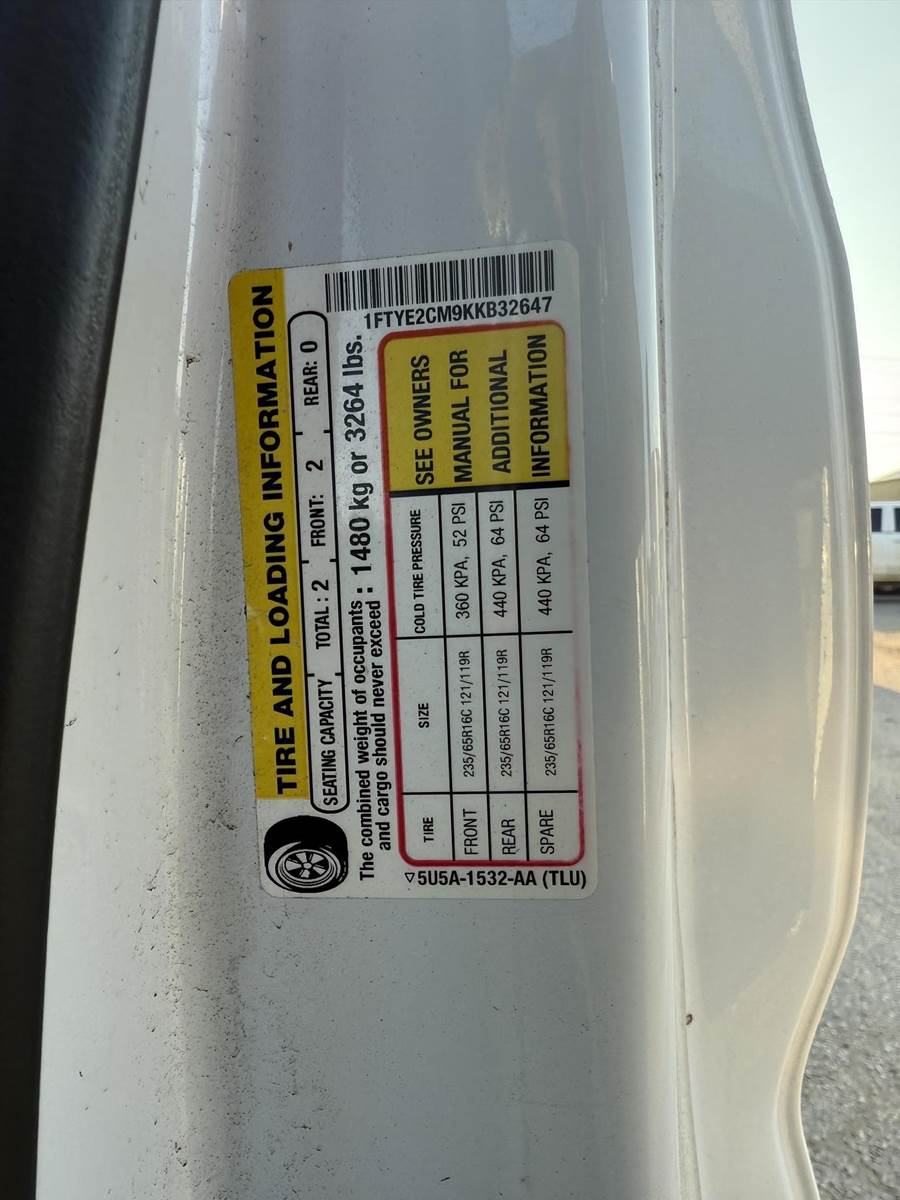 TIRE AND LOADING INFORMATION
SEATING CAPACITY TOTAL : 2 FRONT: 2 REAR: 0
The combined weight of occupants
and cargo should never exceed : 1480 kg or 3264 lbs.
TIRE SIZE COLD TIRE PRESSURE SEE OWNERS
FRONT 235/65R16C 121/119R 360 KPA, 52 PSI MANUAL FOR
REAR 235/65R16C 121/119R 440 KPA, 64 PSI ADDITIONAL
SPARE 235/65R16C 121/119R 440 KPA, 64 PSI INFORMATION
▽5U5A-1532-AA (TLU)
1FTYE2CM9KKB32647